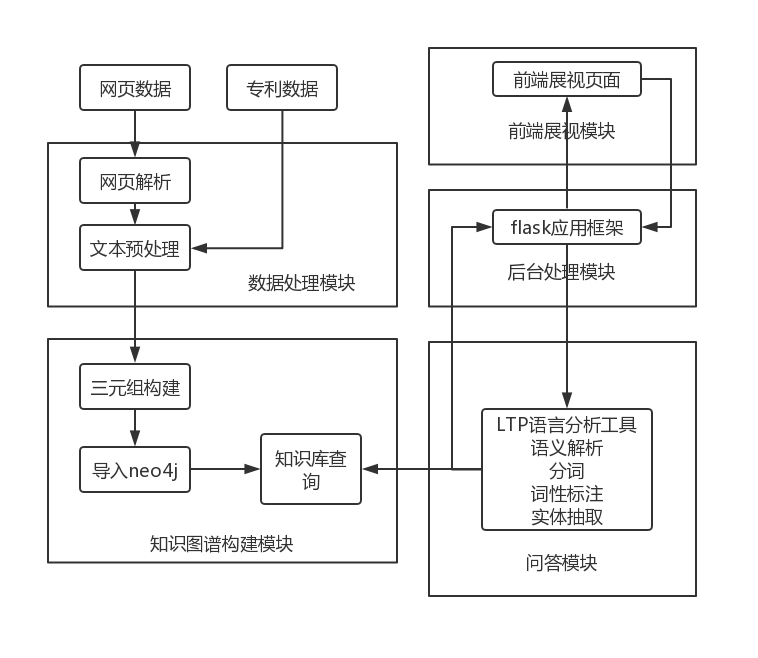 网页数据
专利数据
网页解析
文本预处理
数据处理模块
三元组构建
导入neo4j
知识库查
询
知识图谱构建模块
前端展视页面
前端展视模块
flask应用框架
后台处理模块
LTP语言分析工具
语义解析
分词
词性标注
实体抽取
问答模块